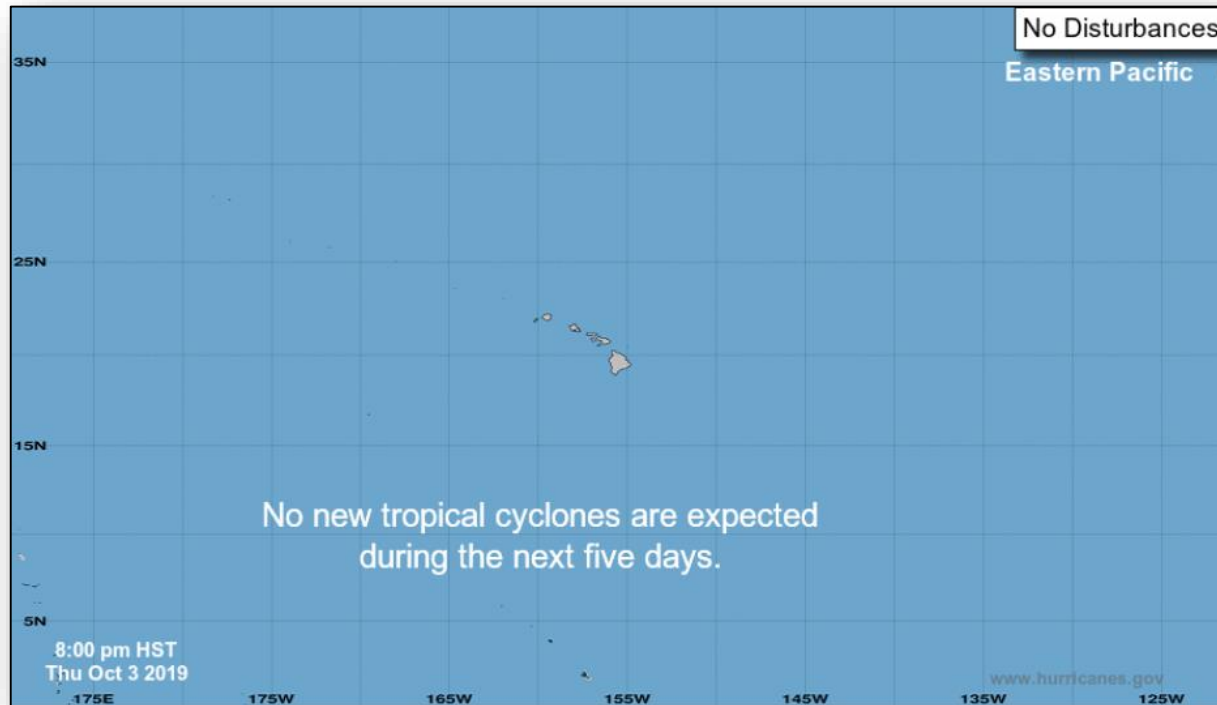 No Disturbances
Eastern Pacific
35N
25N
15N
No new tropical cyclones are expected
during the next five days.
5N
8:00 pm HST
Thu Oct 3 2019
www.hurricanes.gov
175E 175W 165W 155W 145W 135W 125W